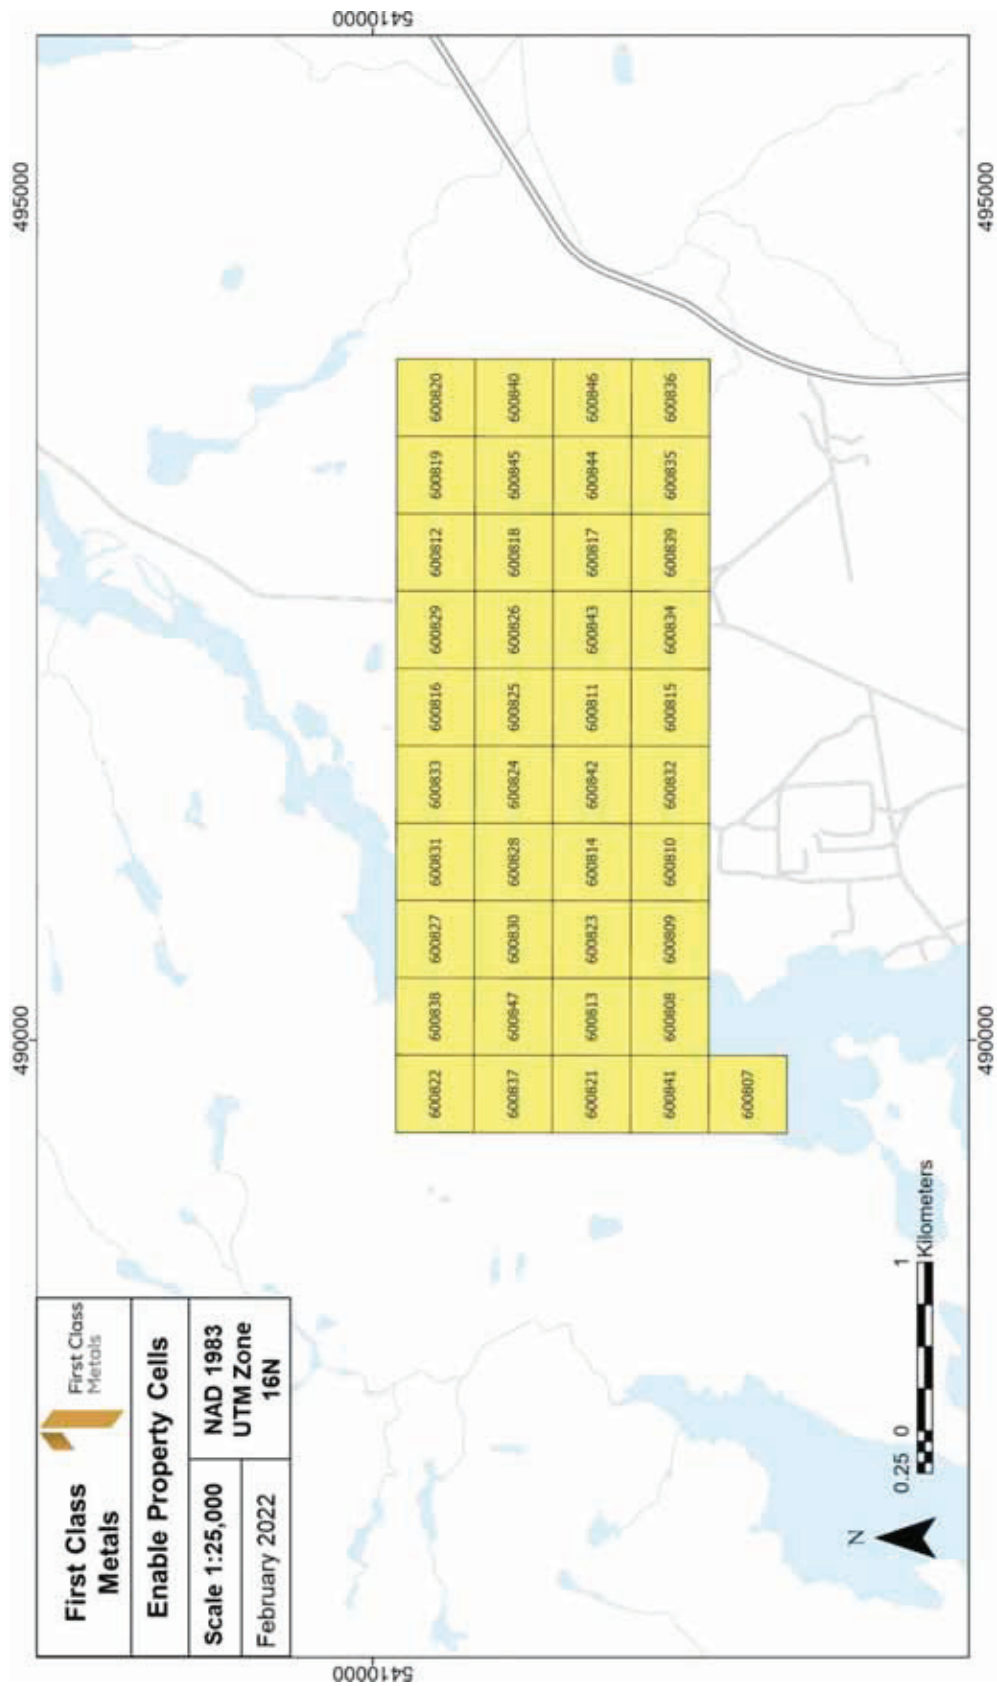 490000 495000
First Class
Metals
First Class
Metals
Enable Property Cells
Scale 1:25,000
NAD 1983
UTM Zone
16N
February 2022
5410000 5410000
600822 600838 600827 600831 600833 600816 600829 600812 600819 600820
600837 600847 600830 600828 600824 600825 600826 600818 600845 600840
600821 600813 600823 600814 600842 600811 600843 600817 600844 600846
600841 600808 600809 600810 600832 600815 600834 600839 600835 600836
600807
N
0.25 0 1
Kilometers
490000 495000